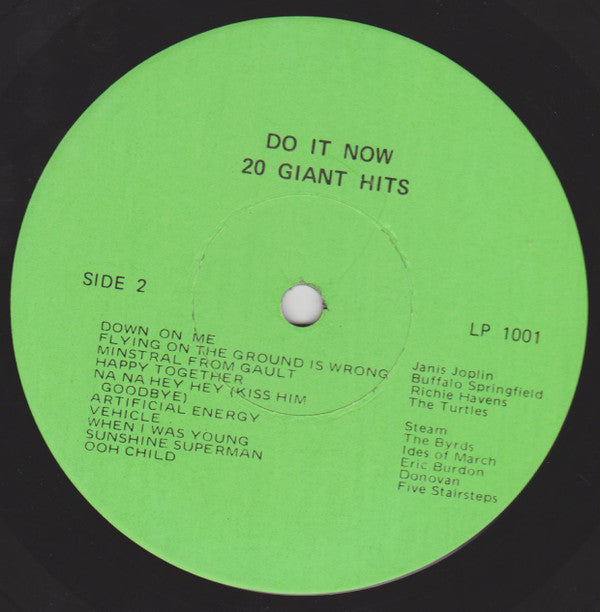 DO IT NOW
20 GIANT HITS
SIDE 2
LP 1001
DOWN ON ME
FLYING ON THE GROUND IS WRONG
MINSTRAL FROM GAULT
HAPPY TOGETHER
NA NA HEY HEY (KISS HIM
GOODBYE)
ARTIFICIAL ENERGY
VEHICLE
WHEN I WAS YOUNG
SUNSHINE SUPERMAN
OOH CHILD
Janis Joplin
Buffalo Springfield
Richie Havens
The Turtles
Steam
The Byrds
Ides of March
Eric Burdon
Donovan
Five Stairsteps